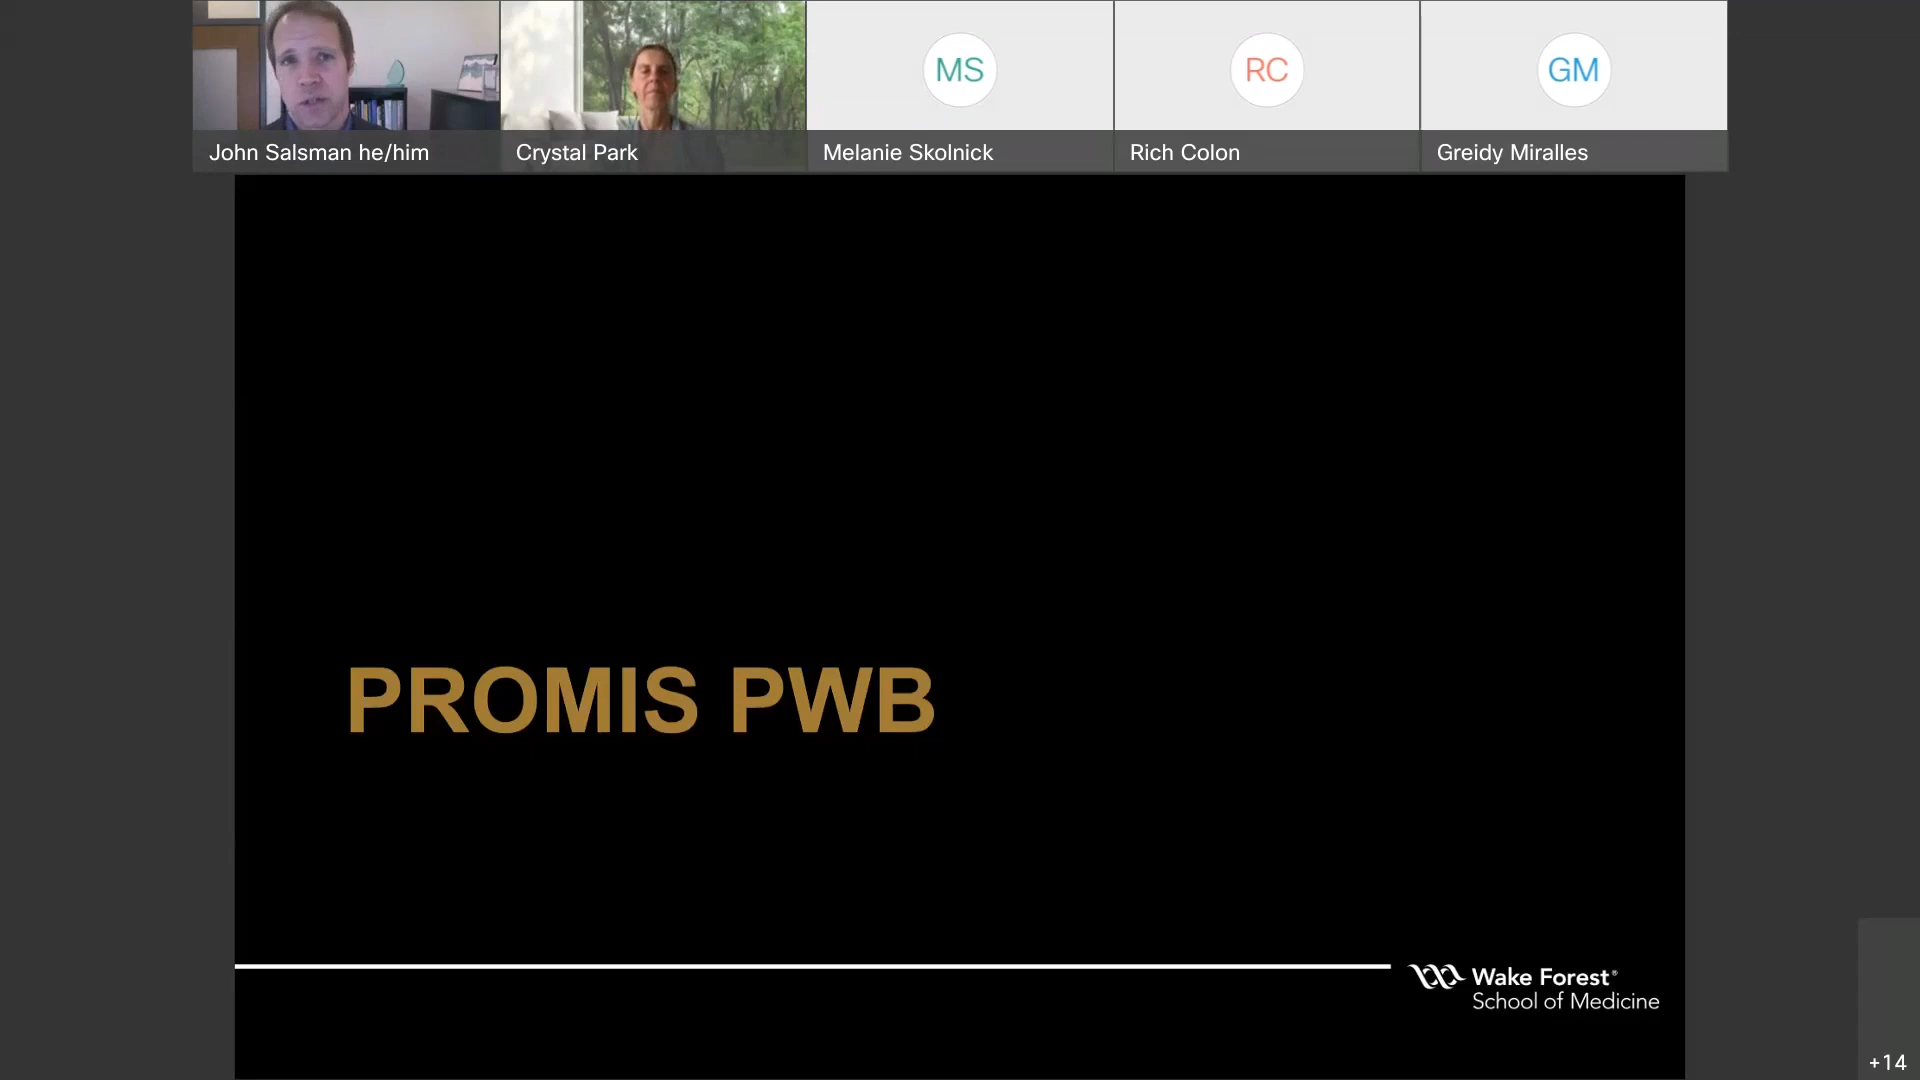 MS
RC
GM
John Salsman he/him
Crystal Park
Melanie Skolnick
Rich Colon
Greidy Miralles
PROMIS PWB
Wake Forest®
School of Medicine
+14